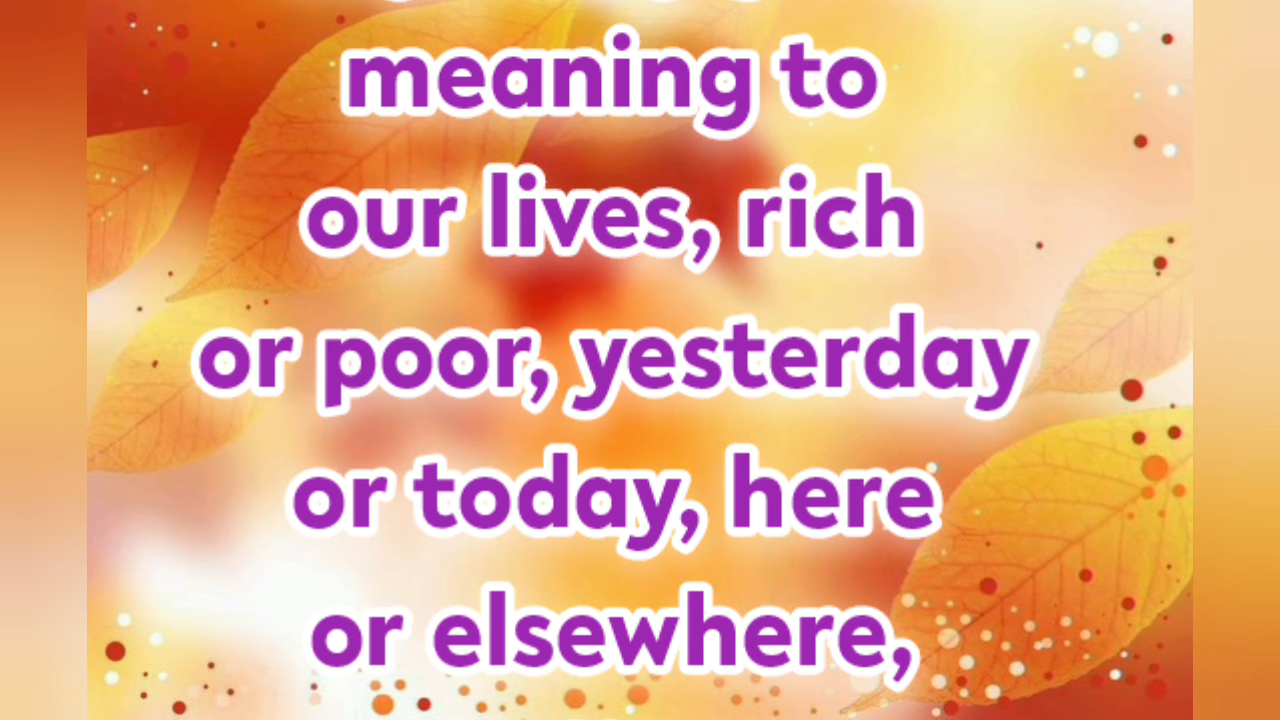 meaning to
our lives, rich
or poor, yesterday
or today, here
or elsewhere,